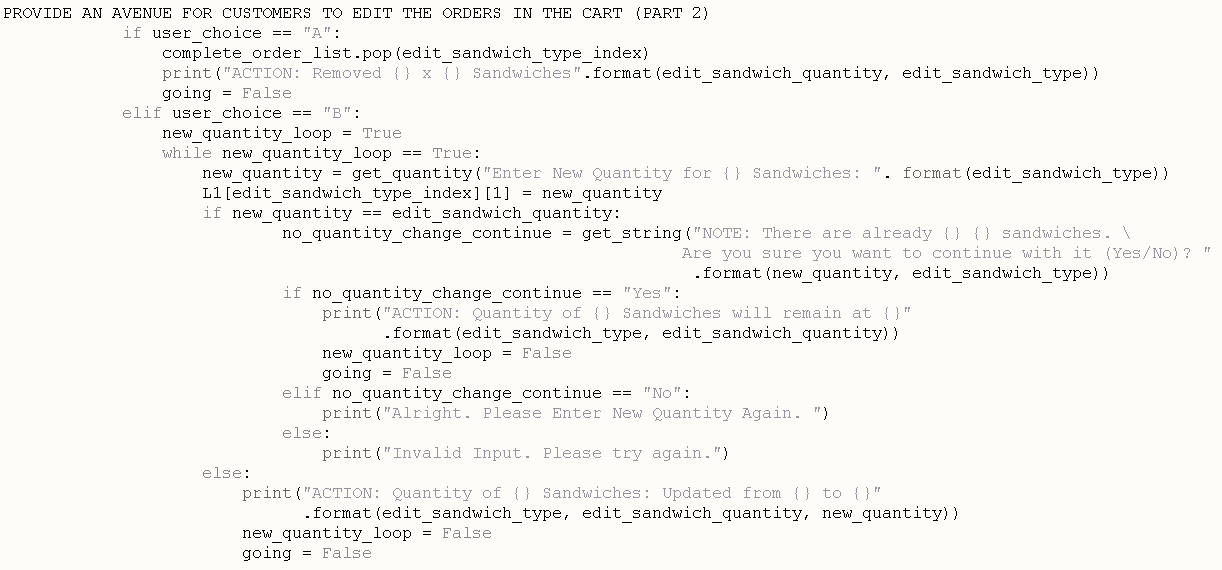 PROVIDE AN AVENUE FOR CUSTOMERS TO EDIT THE ORDERS IN THE CART (PART 2)
            if user_choice == "A":
                complete_order_list.pop(edit_sandwich_type_index)
                print("ACTION: Removed {} x {} Sandwiches".format(edit_sandwich_quantity, edit_sandwich_type))
                going = False
            elif user_choice == "B":
                new_quantity_loop = True
                while new_quantity_loop == True:
                    new_quantity = get_quantity("Enter New Quantity for {} Sandwiches: ". format(edit_sandwich_type))
                    L1[edit_sandwich_type_index][1] = new_quantity
                    if new_quantity == edit_sandwich_quantity:
                            no_quantity_change_continue = get_string("NOTE: There are already {} {} sandwiches. \
                                                                    Are you sure you want to continue with it (Yes/No)? "
                                                                     .format(new_quantity, edit_sandwich_type))
                            if no_quantity_change_continue == "Yes":
                                print("ACTION: Quantity of {} Sandwiches will remain at {}"
                                      .format(edit_sandwich_type, edit_sandwich_quantity))
                                new_quantity_loop = False
                                going = False
                            elif no_quantity_change_continue == "No":
                                print("Alright. Please Enter New Quantity Again. ")
                            else:
                                print("Invalid Input. Please try again.")
                    else:
                        print("ACTION: Quantity of {} Sandwiches: Updated from {} to {}"
                              .format(edit_sandwich_type, edit_sandwich_quantity, new_quantity))
                        new_quantity_loop = False
                        going = False